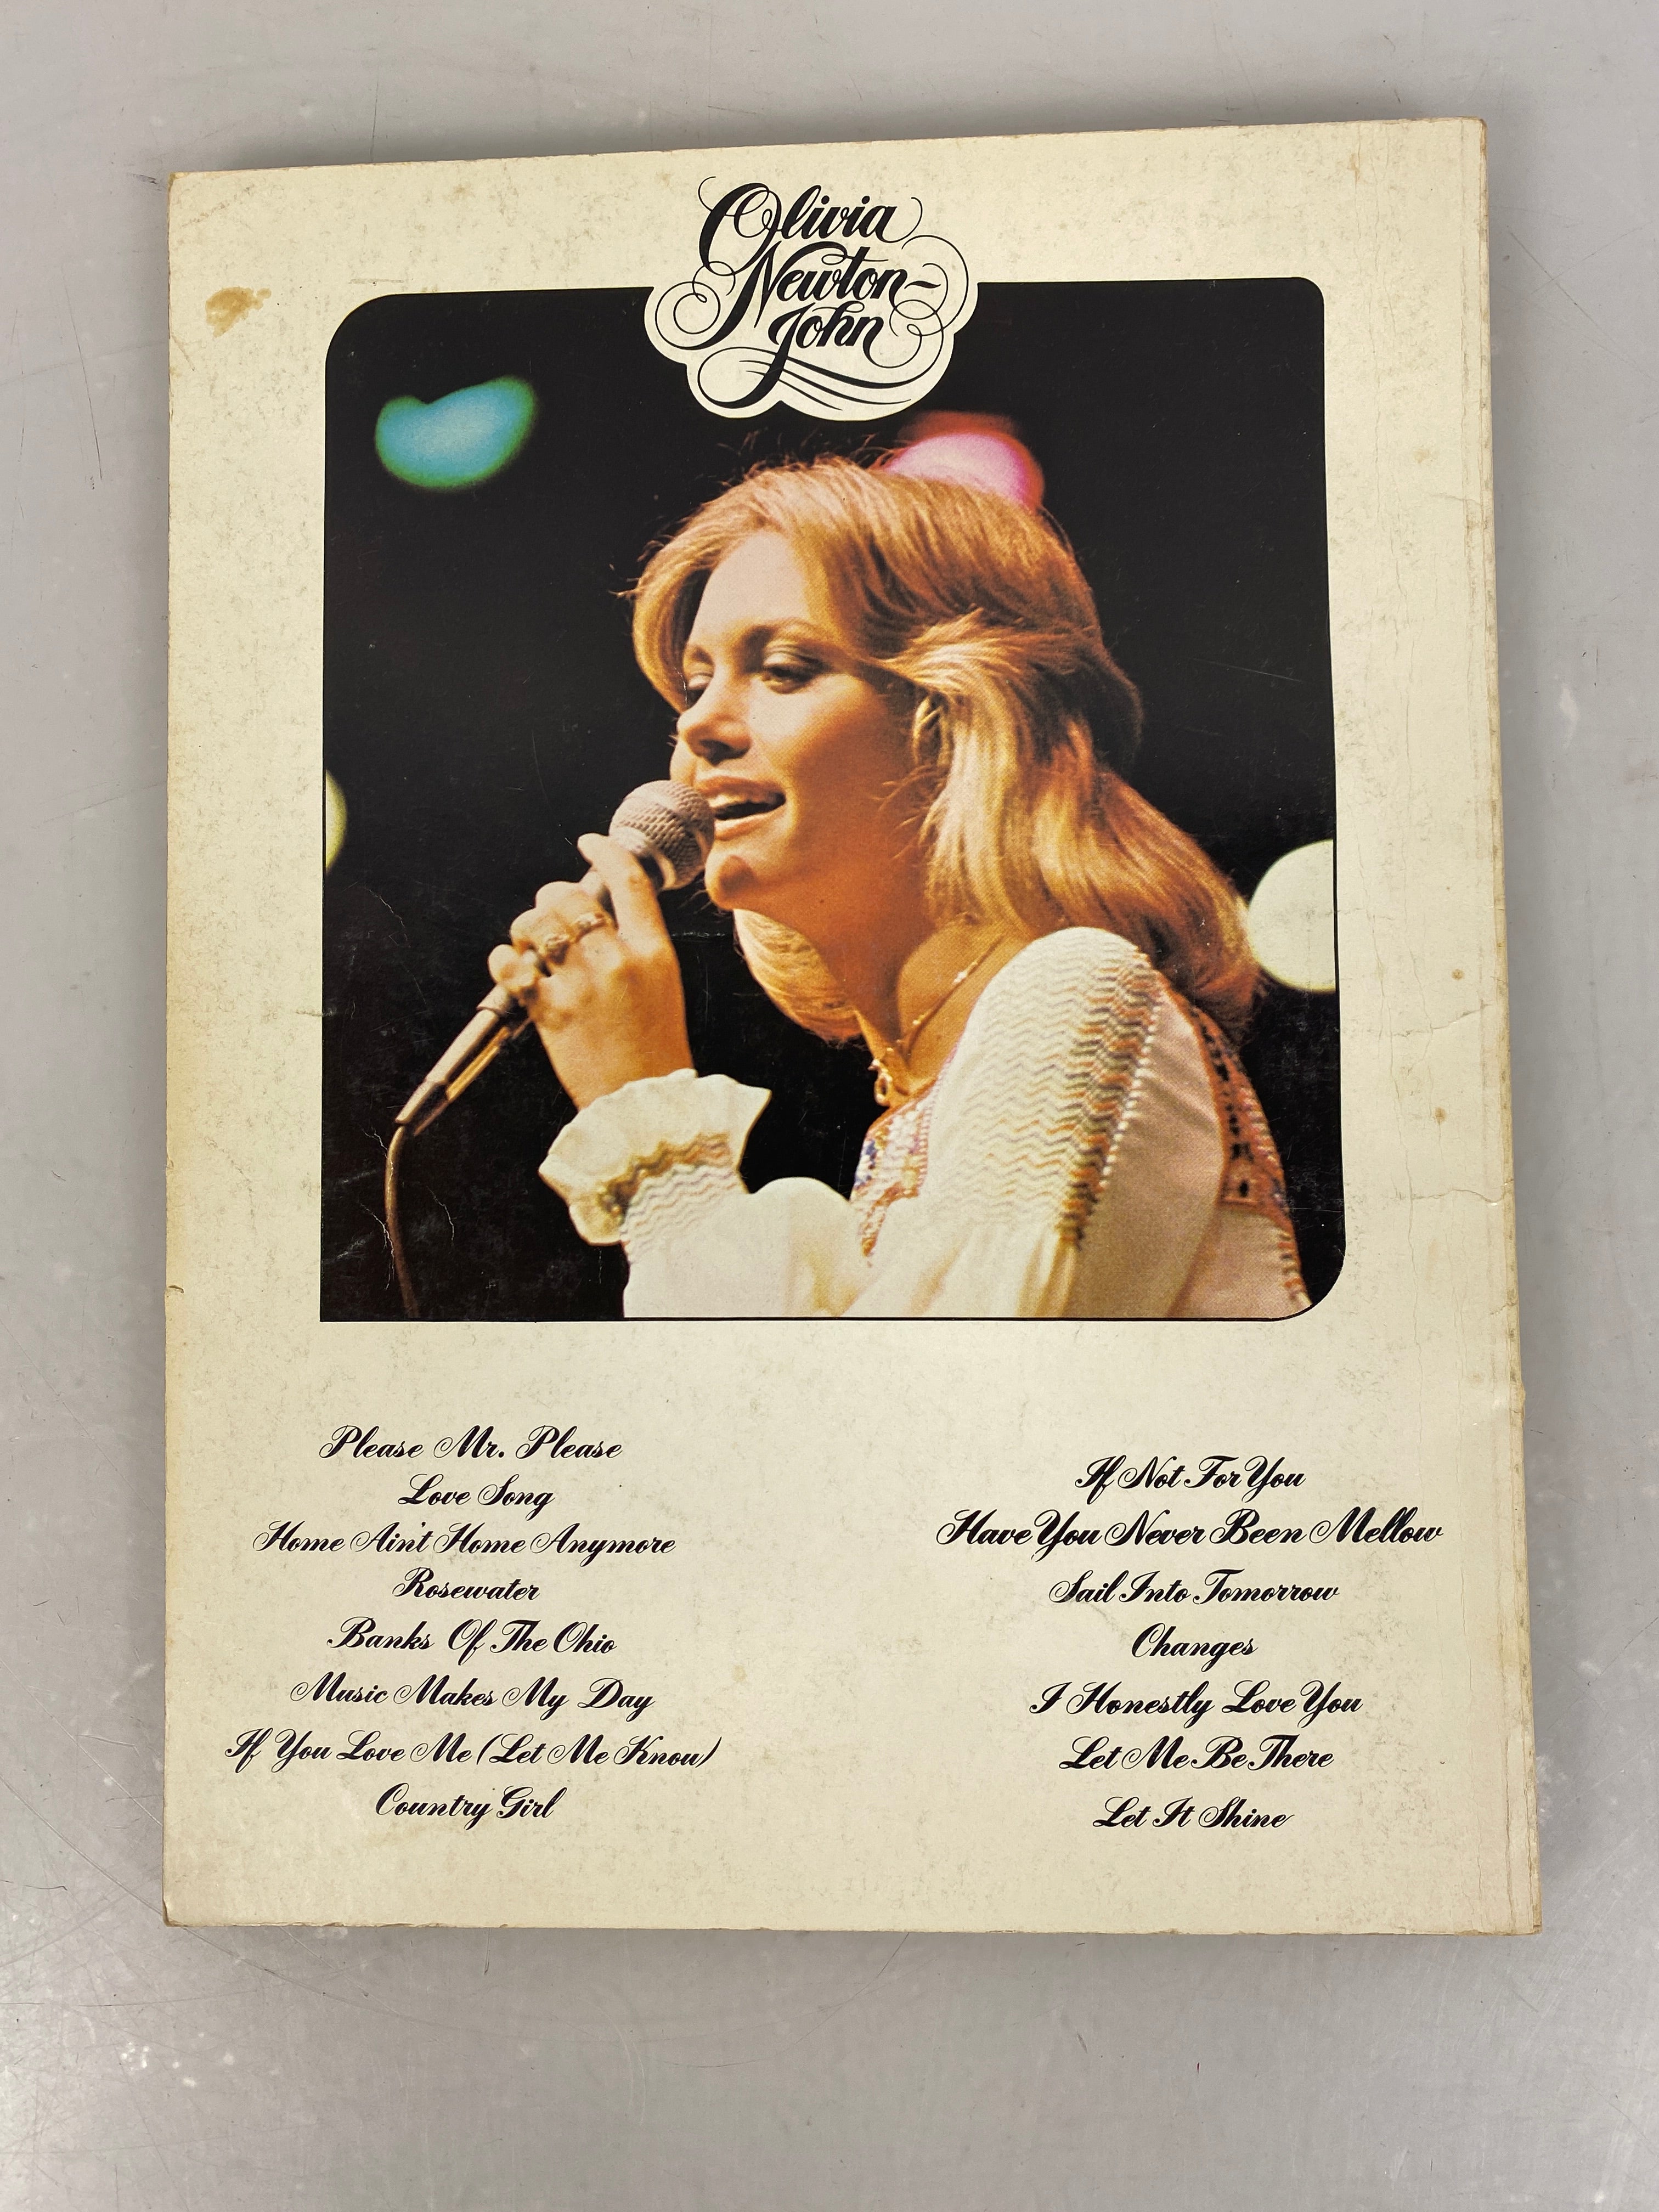 Olivia
Newton-
John
Please Mr. Please
Love Song
Home Ain't Home Anymore
Rosewater
Banks Of The Ohio
Music Makes My Day
If You Love Me (Let Me Know)
Country Girl
If Not For You
Have You Never Been Mellow
Sail Into Tomorrow
Changes
I Honestly Love You
Let Me Be There
Let It Shine